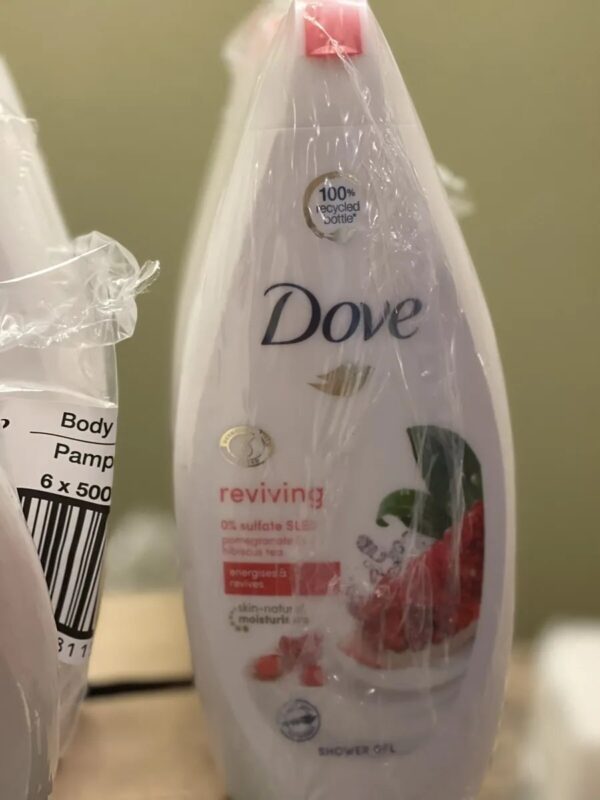 100%
recycled
bottle*
Dove
reviving
0% sulfate SLES
pomegranate &
hibiscus tea
energises &
revives
skin-natural
moisturisers
SHOWER GEL
Body
Pamp
6 x 500